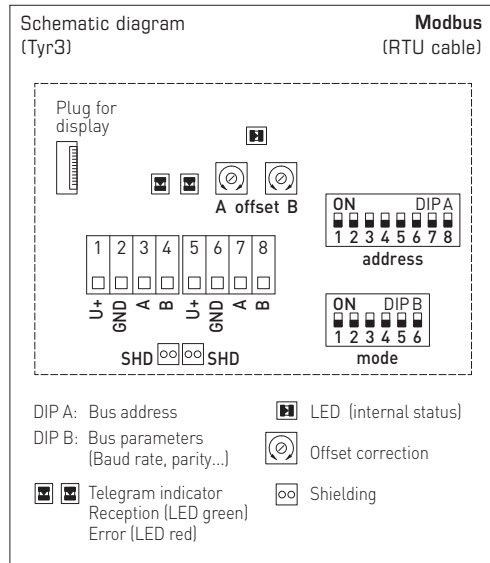 Schematic diagram
(Tyr3)
Modbus
(RTU cable)
Plug for
display
A offset B
ON DIP A
1 2 3 4 5 6 7 8
address
1 2 3 4 5 6 7 8
U+ GND A B U+ GND A B
ON DIP B
1 2 3 4 5 6
mode
SHD SHD
DIP A: Bus address
DIP B: Bus parameters
(Baud rate, parity...)
Telegram indicator
Reception (LED green)
Error (LED red)
LED (internal status)
Offset correction
Shielding